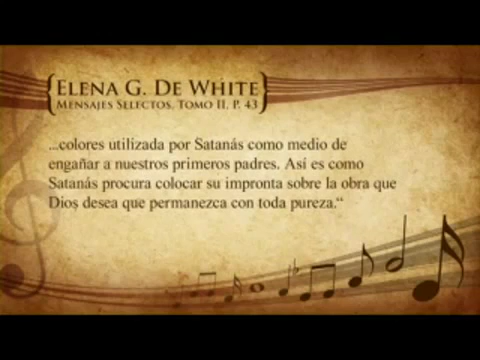 {ELENA G. DE WHITE}
MENSAJES SELECTOS, TOMO II, P. 43
...colores utilizada por Satanás como medio de
engañar a nuestros primeros padres. Así es como
Satanás procura colocar su impronta sobre la obra que
Dios desea que permanezca con toda pureza.“